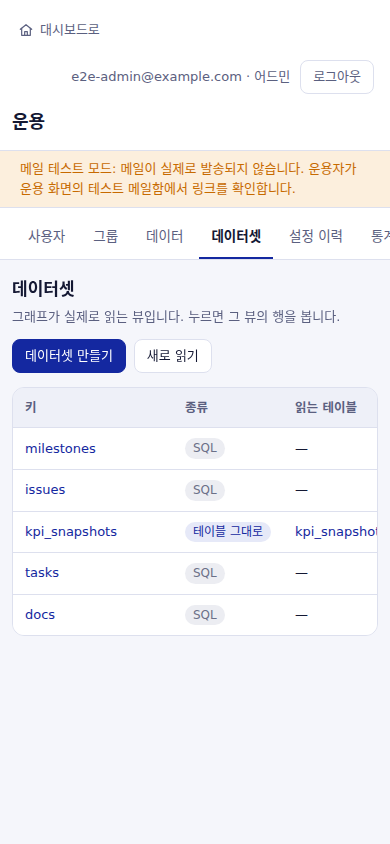 대시보드로
e2e-admin@example.com · 어드민
로그아웃
운용
메일 테스트 모드: 메일이 실제로 발송되지 않습니다. 운용자가
운용 화면의 테스트 메일함에서 링크를 확인합니다.
사용자 그룹 데이터 데이터셋 설정 이력
데이터셋
그래프가 실제로 읽는 뷰입니다. 누르면 그 뷰의 행을 봅니다.
데이터셋 만들기 새로 읽기
키 종류 읽는 테이블
milestones SQL —
issues SQL —
kpi_snapshots 테이블 그대로
tasks SQL —
docs SQL —